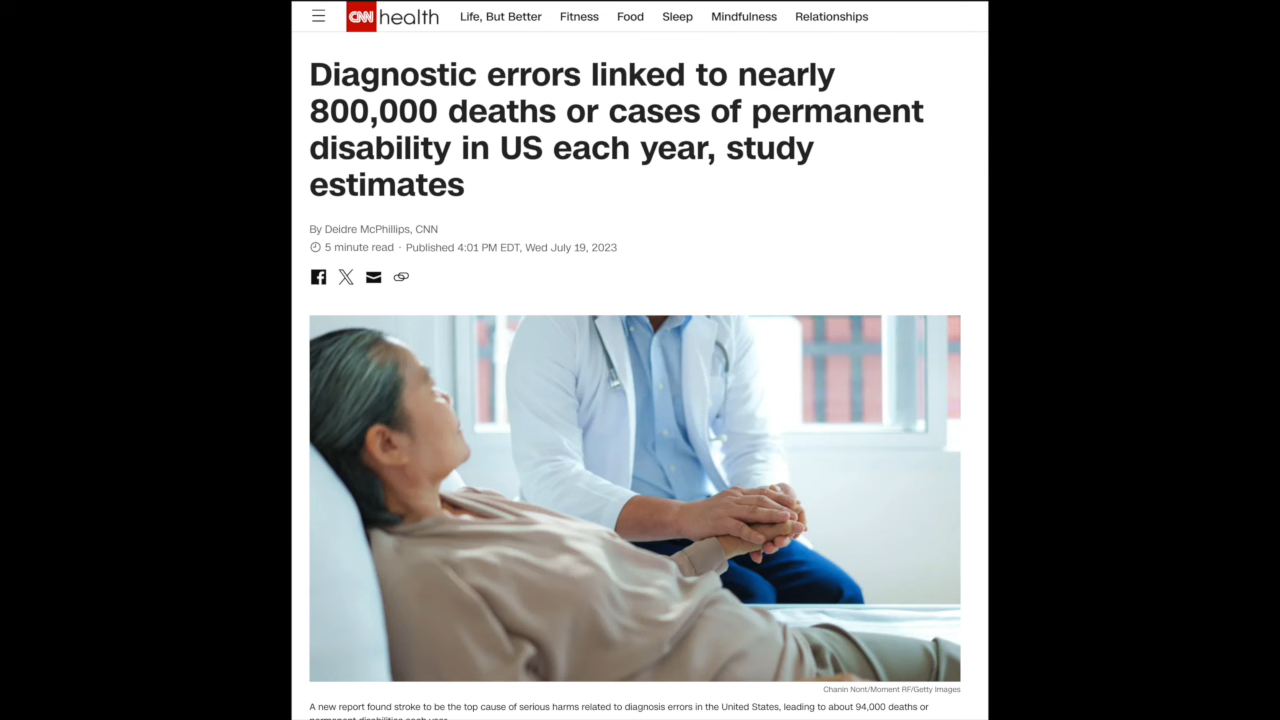 CNN health Life, But Better Fitness Food Sleep Mindfulness Relationships
Diagnostic errors linked to nearly
800,000 deaths or cases of permanent
disability in US each year, study
estimates
By Deidre McPhillips, CNN
5 minute read · Published 4:01 PM EDT, Wed July 19, 2023
Chanin Nont/Moment RF/Getty Images
A new report found stroke to be the top cause of serious harms related to diagnosis errors in the United States, leading to about 94,000 deaths or
permanent disabilities each year.